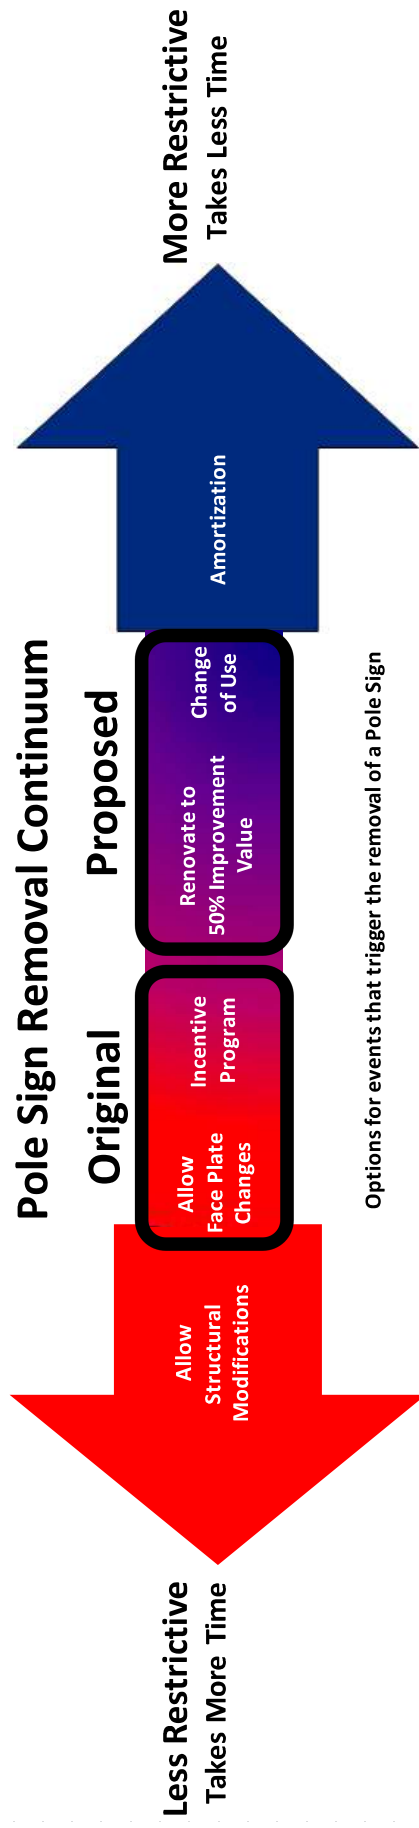 Pole Sign Removal Continuum
Original
Proposed
Less Restrictive
Takes More Time
Allow
Structural
Modifications
Allow
Face Plate
Changes
Incentive
Program
Renovate to
50% Improvement
Value
Change
of Use
Amortization
More Restrictive
Takes Less Time
Options for events that trigger the removal of a Pole Sign